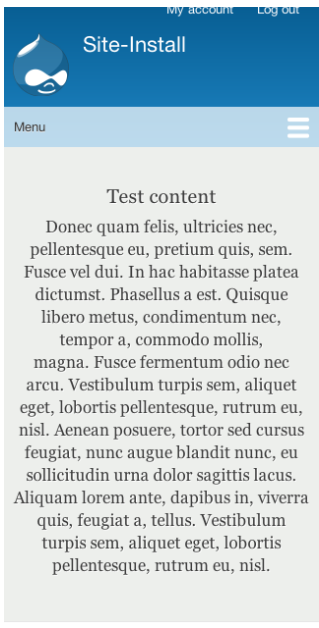 My account Log out
Site-Install
Menu
Test content
Donec quam felis, ultricies nec,
pellentesque eu, pretium quis, sem.
Fusce vel dui. In hac habitasse platea
dictumst. Phasellus a est. Quisque
libero metus, condimentum nec,
tempor a, commodo mollis,
magna. Fusce fermentum odio nec
arcu. Vestibulum turpis sem, aliquet
eget, lobortis pellentesque, rutrum eu,
nisl. Aenean posuere, tortor sed cursus
feugiat, nunc augue blandit nunc, eu
sollicitudin urna dolor sagittis lacus.
Aliquam lorem ante, dapibus in, viverra
quis, feugiat a, tellus. Vestibulum
turpis sem, aliquet eget, lobortis
pellentesque, rutrum eu, nisl.